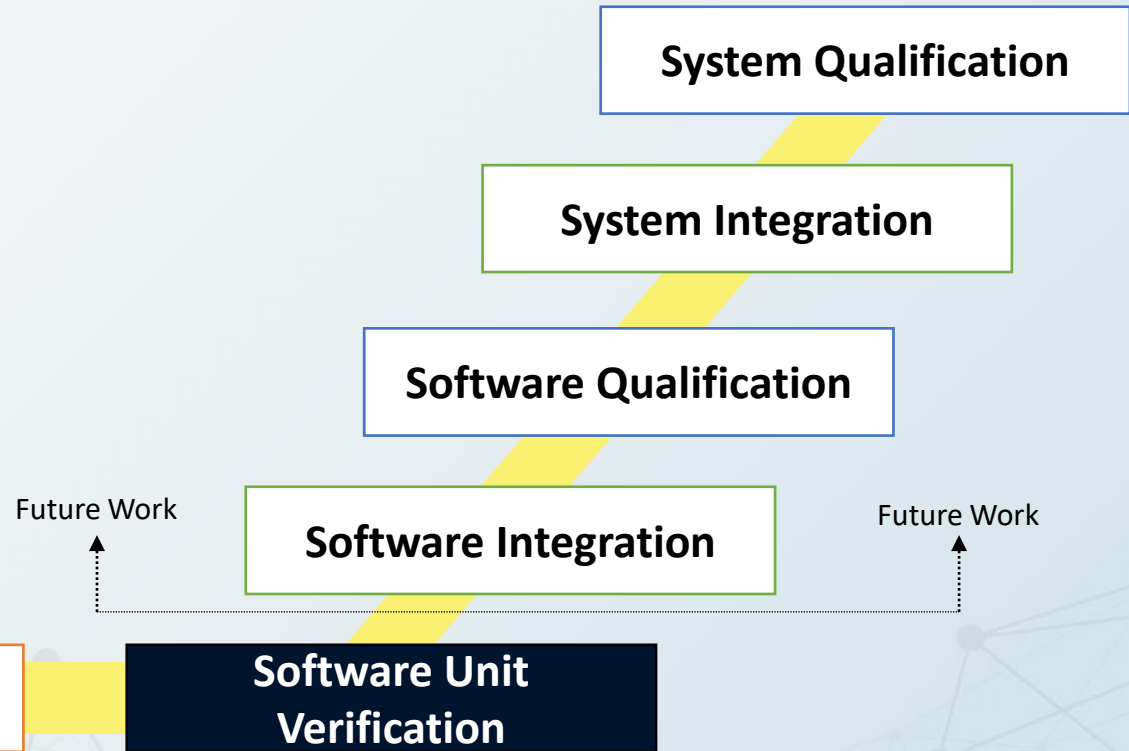 System Qualification
System Integration
Software Qualification
Future Work
Future Work
Software Integration
Software Unit
Verification